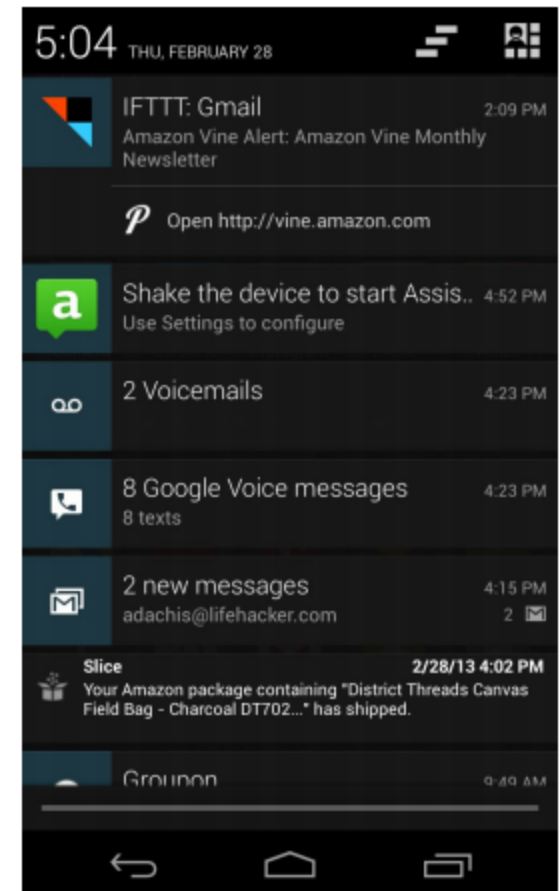 5:04 THU, FEBRUARY 28
IFTTT: Gmail 2:09 PM
Amazon Vine Alert: Amazon Vine Monthly
Newsletter
Open http://vine.amazon.com
a
Shake the device to start Assis.. 4:52 PM
Use Settings to configure
2 Voicemails 4:23 PM
8 Google Voice messages 4:23 PM
8 texts
2 new messages 4:15 PM
adachis@lifehacker.com 2
Slice 2/28/13 4:02 PM
Your Amazon package containing "District Threads Canvas
Field Bag - Charcoal DT702..." has shipped.
Groupon 9:49 AM